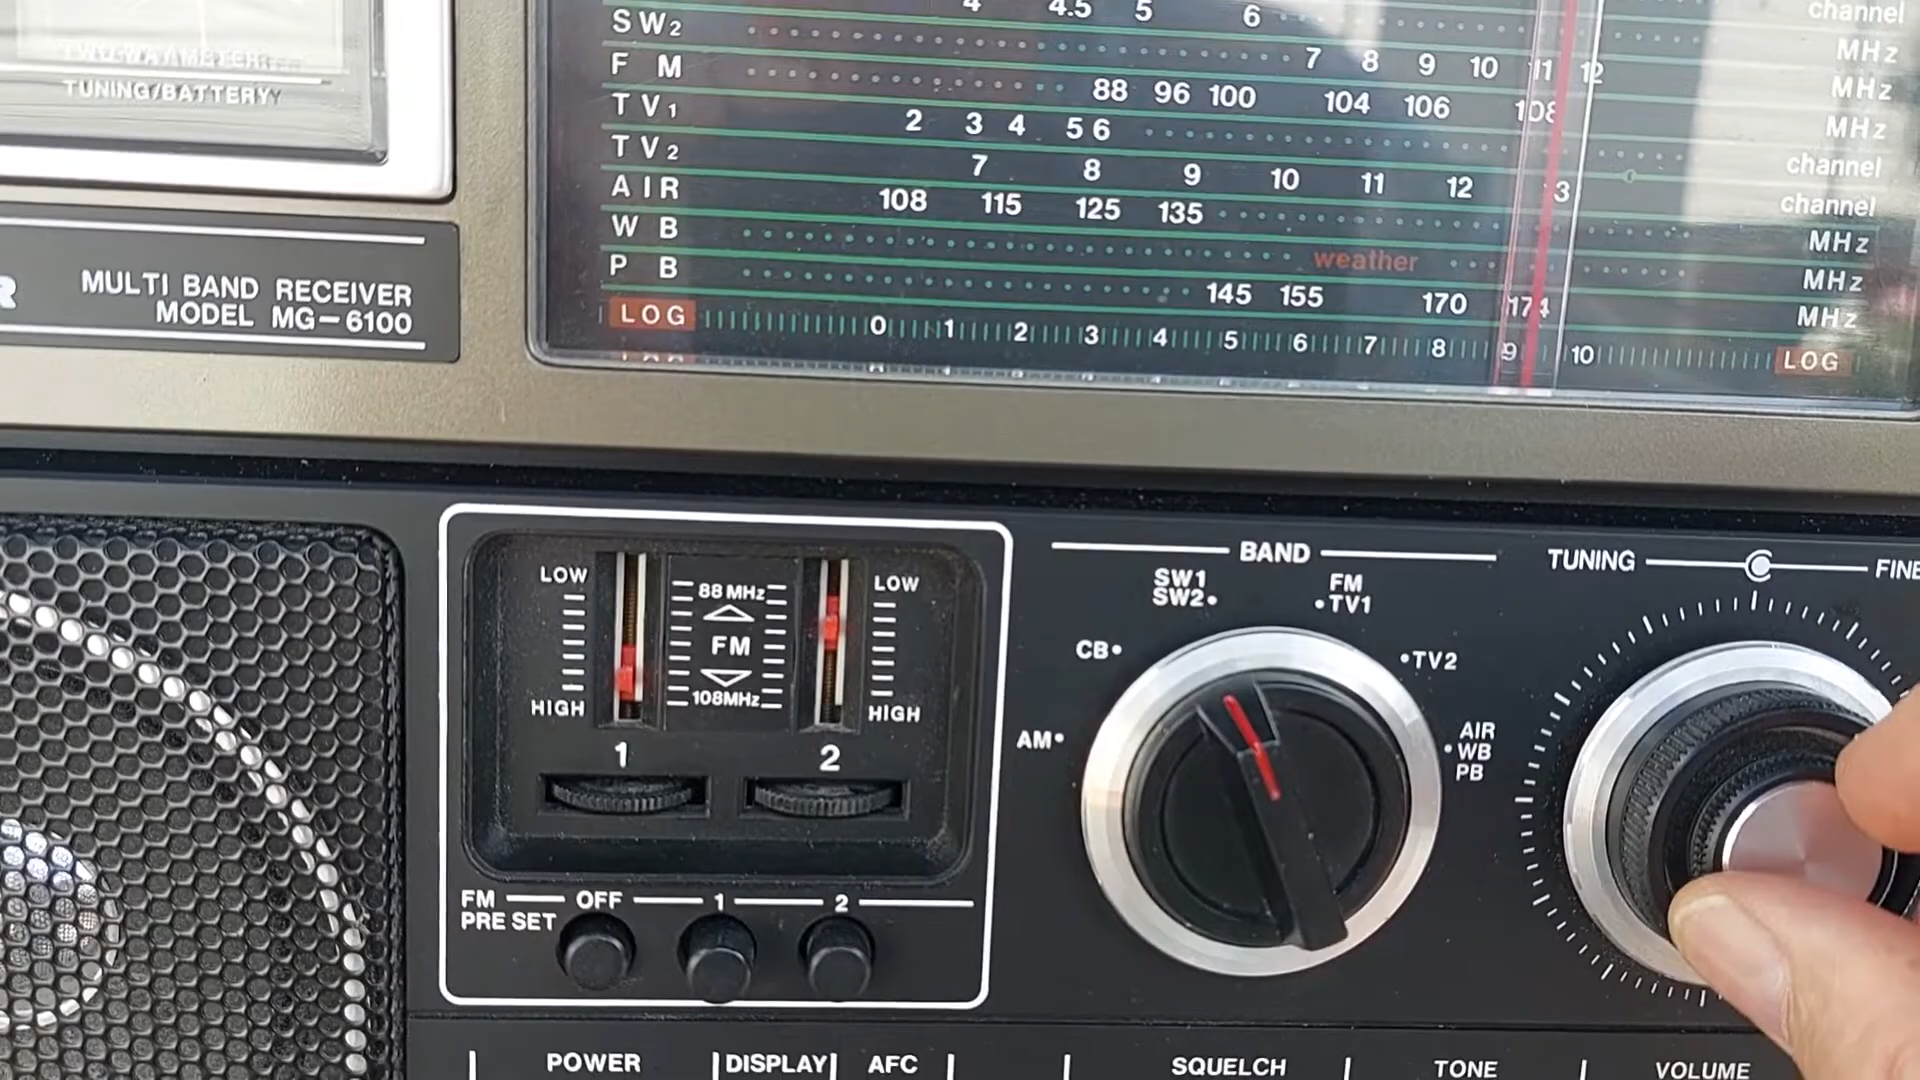 4 4.5 5 6 channel
SW2 7 8 9 10 11 12 MHz
F M 88 96 100 104 106 108 MHz
TV1 2 3 4 5 6 MHz
TV2 7 8 9 10 11 12 channel
AIR 108 115 125 135 channel
W B weather MHz
P B 145 155 170 174 MHz
LOG 0 1 2 3 4 5 6 7 8 9 10 MHz
LOG
TUNING/BATTERY
MULTI BAND RECEIVER
MODEL MG-6100
LOW 88 MHz LOW
FM
HIGH 108MHz HIGH
1 2
FM OFF 1 2
PRE SET
BAND
SW1 FM
SW2 TV1
CB TV2
AM AIR
WB
PB
TUNING FINE
POWER DISPLAY AFC SQUELCH TONE VOLUME